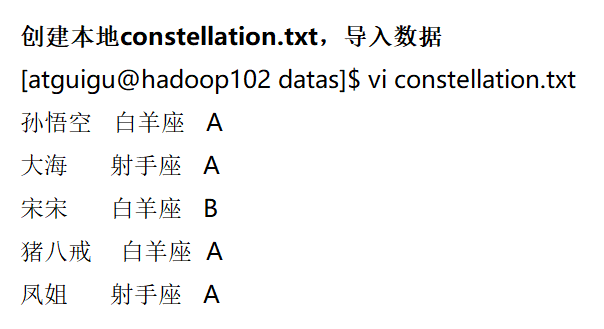 创建本地constellation.txt，导入数据
[atguigu@hadoop102 datas]$ vi constellation.txt
孙悟空 白羊座 A
大海 射手座 A
宋宋 白羊座 B
猪八戒 白羊座 A
凤姐 射手座 A